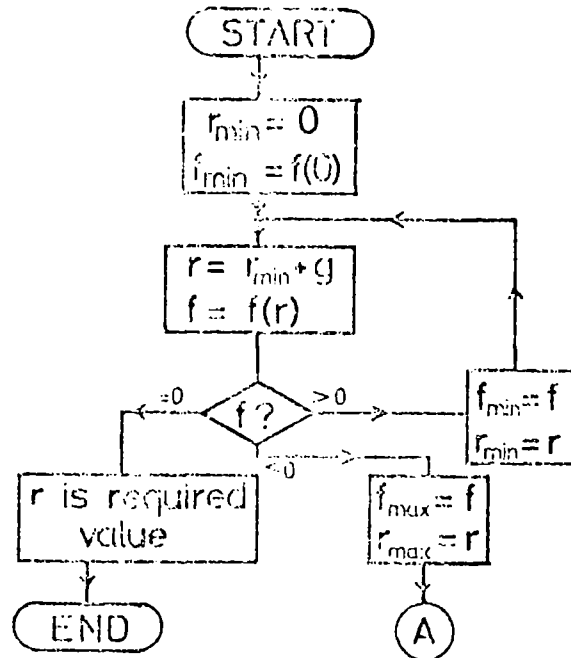 START
r_min = 0
f_min = f(0)
r = r_min + g
f = f(r)
f ?
=0
>0
<0
f_min = f
r_min = r
r is required
value
f_max = f
r_max = r
END
A